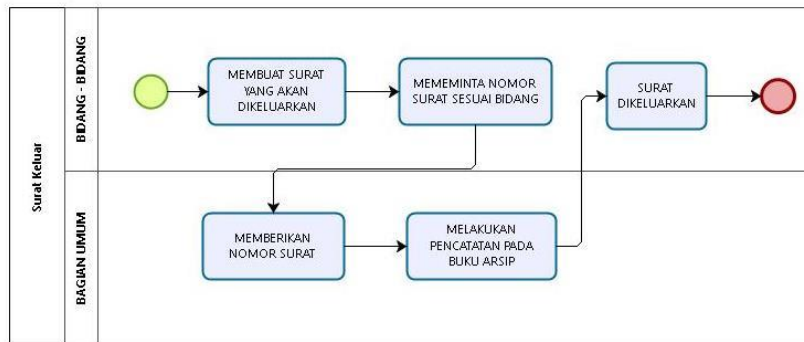 Surat Keluar
BIDANG - BIDANG
MEMBUAT SURAT
YANG AKAN
DIKELUARKAN
MEMEMINTA NOMOR
SURAT SESUAI BIDANG
SURAT
DIKELUARKAN
BAGIAN UMUM
MEMBERIKAN
NOMOR SURAT
MELAKUKAN
PENCATATAN PADA
BUKU ARSIP